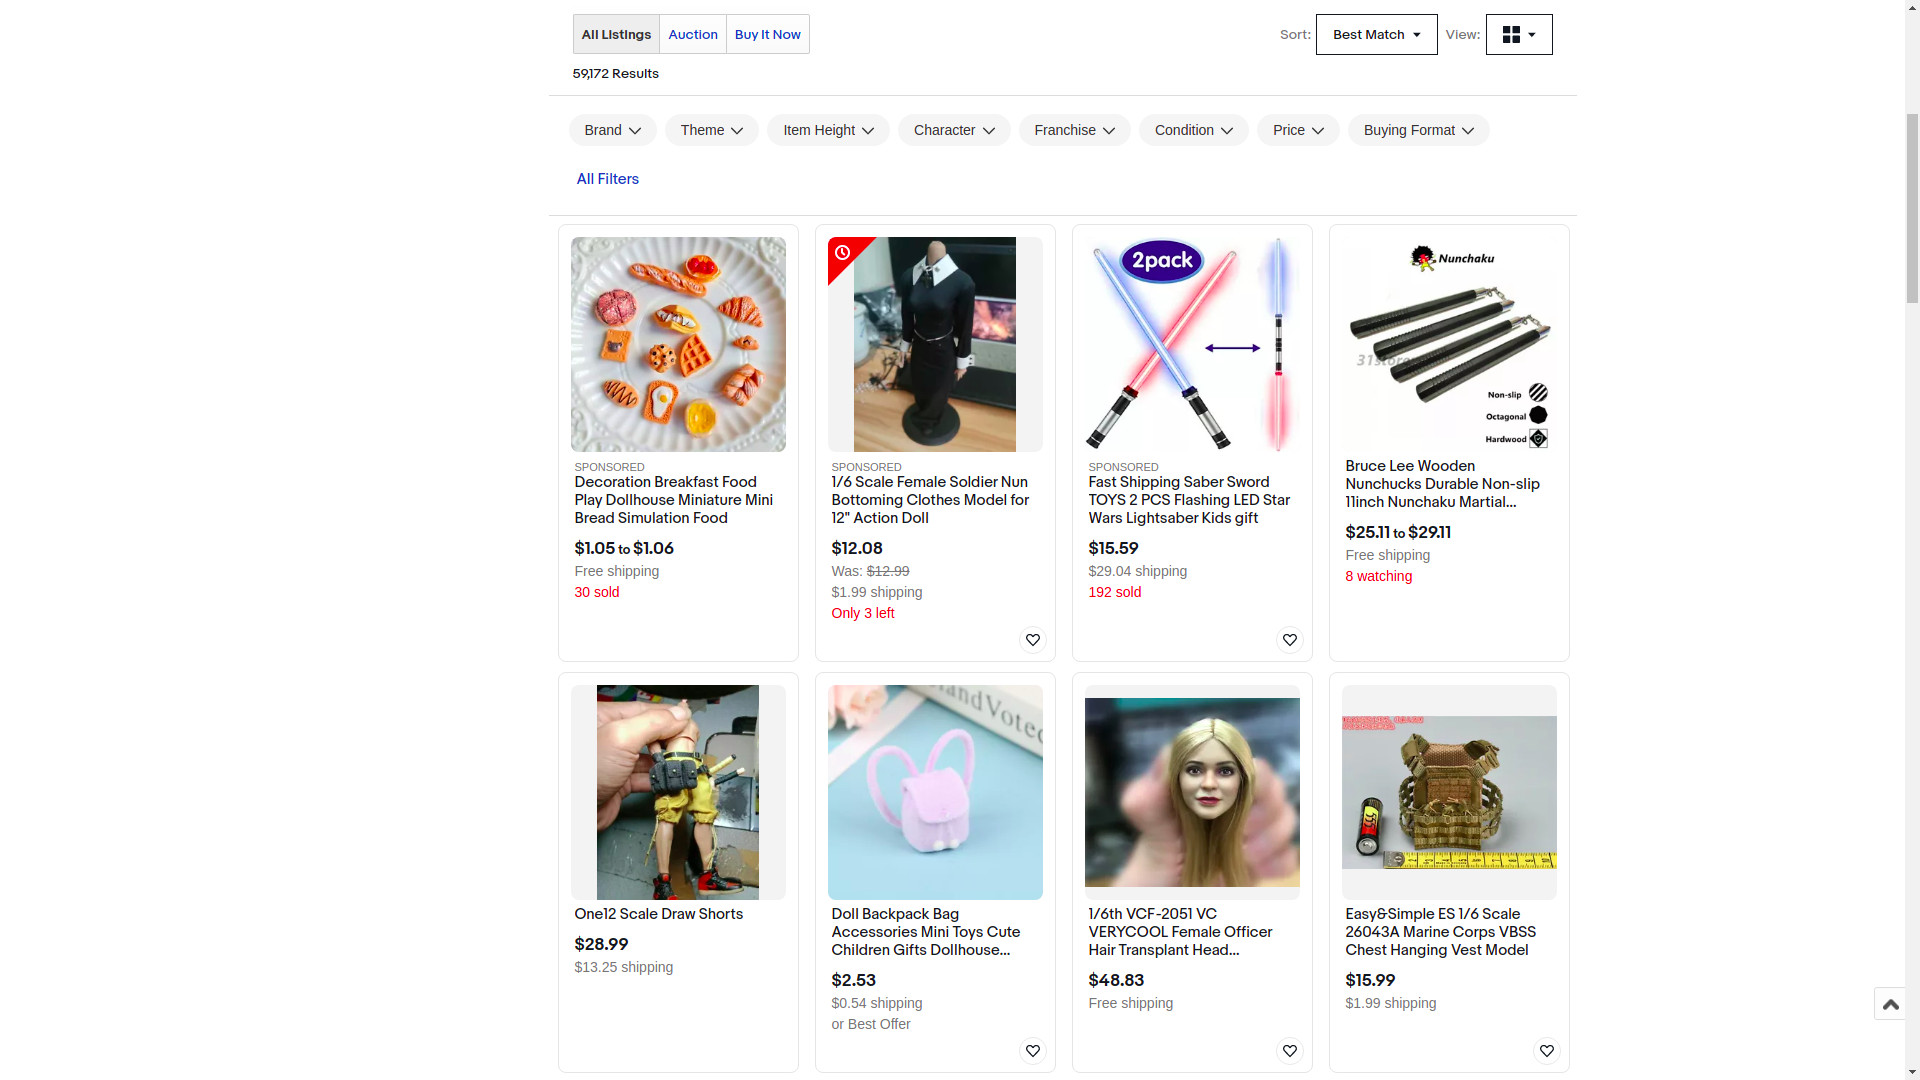 All Listings
Auction
Buy It Now
Sort:
Best Match
View:
59,172 Results
Brand
Theme
Item Height
Character
Franchise
Condition
Price
Buying Format
All Filters
SPONSORED
Decoration Breakfast Food
Play Dollhouse Miniature Mini
Bread Simulation Food
$1.05 to $1.06
Free shipping
30 sold
SPONSORED
1/6 Scale Female Soldier Nun
Bottoming Clothes Model for
12" Action Doll
$12.08
Was: $12.99
$1.99 shipping
Only 3 left
2pack
SPONSORED
Fast Shipping Saber Sword
TOYS 2 PCS Flashing LED Star
Wars Lightsaber Kids gift
$15.59
$29.04 shipping
192 sold
Nunchaku
Non-slip
Octagonal
Hardwood
Bruce Lee Wooden
Nunchucks Durable Non-slip
11inch Nunchaku Martial...
$25.11 to $29.11
Free shipping
8 watching
One12 Scale Draw Shorts
$28.99
$13.25 shipping
Doll Backpack Bag
Accessories Mini Toys Cute
Children Gifts Dollhouse...
$2.53
$0.54 shipping
or Best Offer
1/6th VCF-2051 VC
VERYCOOL Female Officer
Hair Transplant Head...
$48.83
Free shipping
Easy&Simple ES 1/6 Scale
26043A Marine Corps VBSS
Chest Hanging Vest Model
$15.99
$1.99 shipping